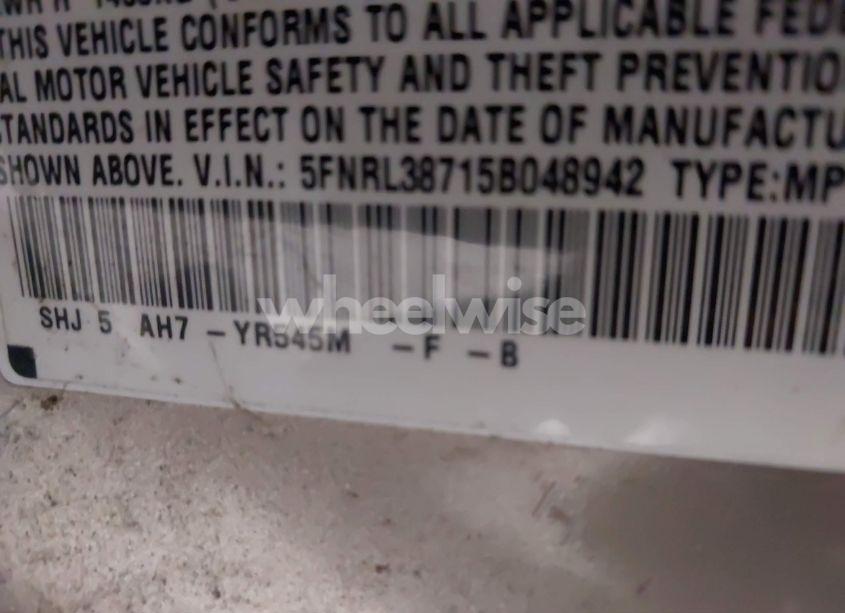 THIS VEHICLE CONFORMS TO ALL APPLICABLE FEDE
AL MOTOR VEHICLE SAFETY AND THEFT PREVENTIO
STANDARDS IN EFFECT ON THE DATE OF MANUFACTU
SHOWN ABOVE. V.I.N.: 5FNRL38715B048942 TYPE:MP
wheelwise
SHJ 5 AH7 - YR545M - F - B